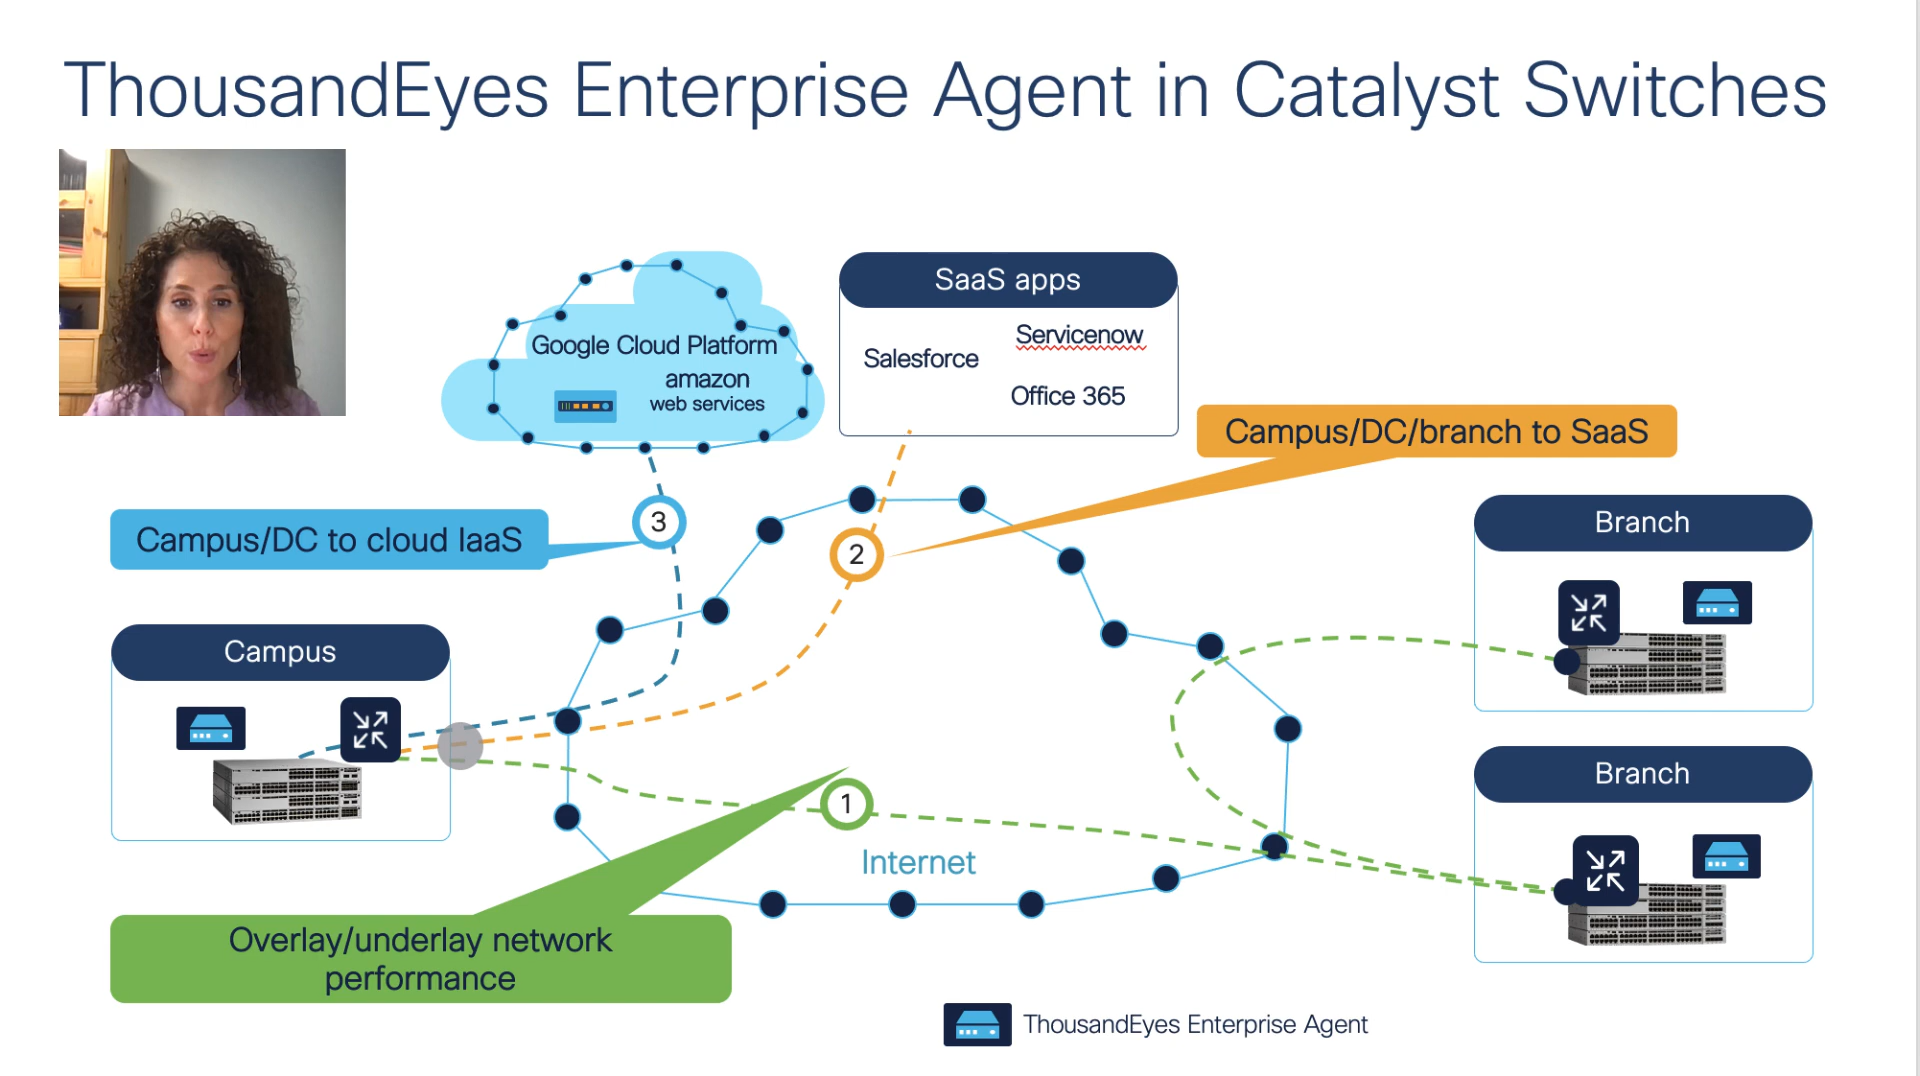 ThousandEyes Enterprise Agent in Catalyst Switches
SaaS apps
Google Cloud Platform
amazon
web services
Servicenow
Salesforce
Office 365
Campus/DC/branch to SaaS
Campus/DC to cloud IaaS
3
2
Branch
Campus
Branch
1
Internet
Overlay/underlay network
performance
ThousandEyes Enterprise Agent